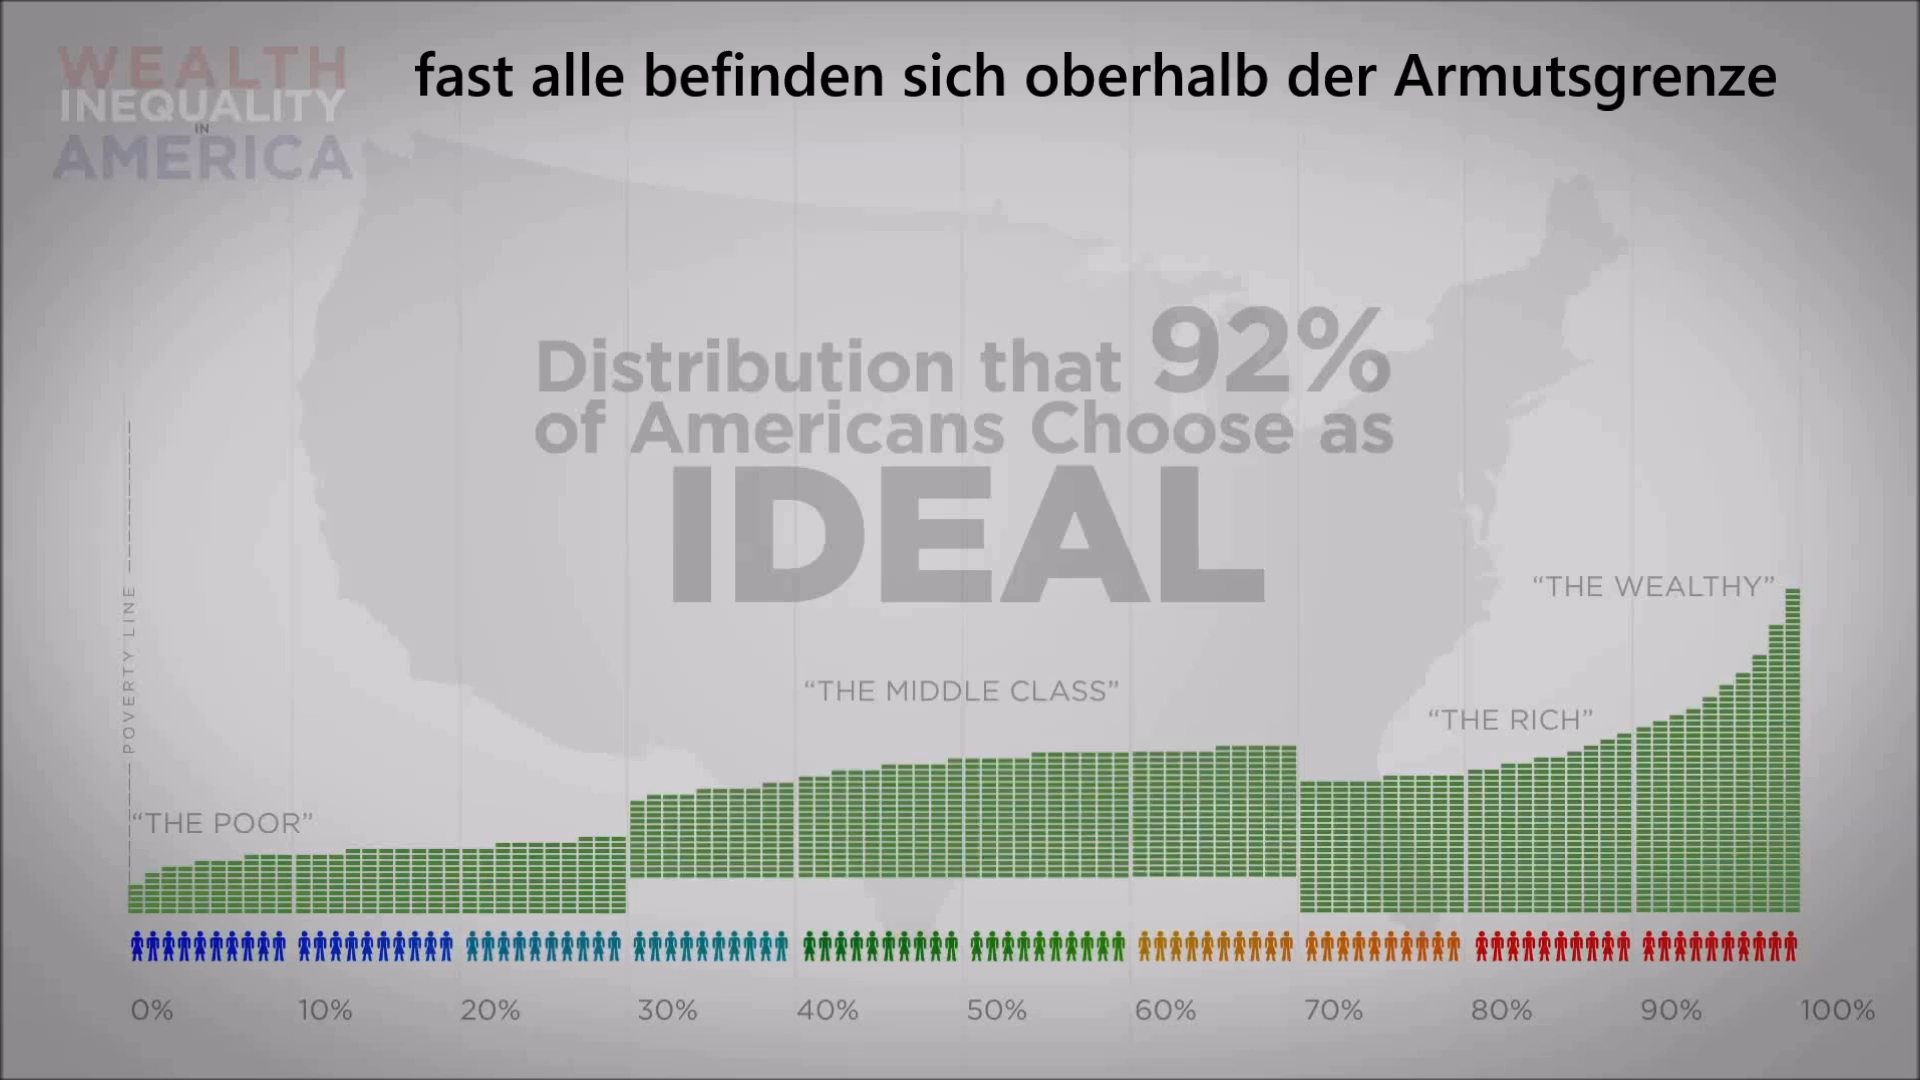 WEALTH
INEQUALITY
IN
AMERICA
fast alle befinden sich oberhalb der Armutsgrenze
Distribution that 92%
of Americans Choose as
IDEAL
POVERTY LINE
“THE WEALTHY”
“THE MIDDLE CLASS”
“THE RICH”
“THE POOR”
0% 10% 20% 30% 40% 50% 60% 70% 80% 90% 100%